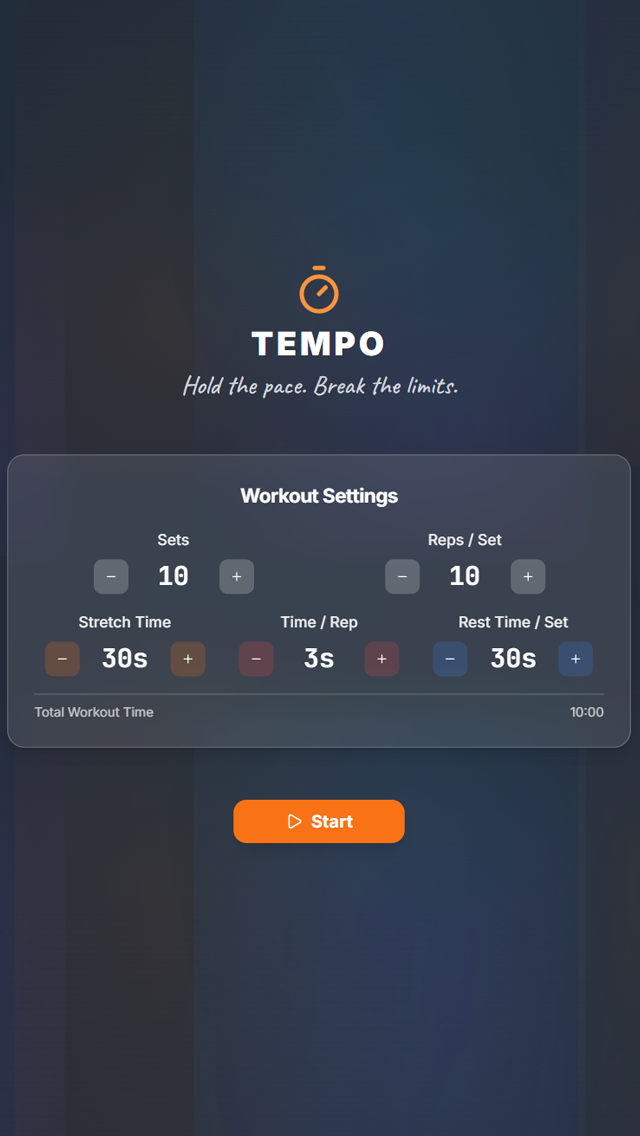 TEMPO
Hold the pace. Break the limits.
Workout Settings
Sets Reps / Set
− 10 + − 10 +
Stretch Time Time / Rep Rest Time / Set
− 30s + − 3s + − 30s +
Total Workout Time 10:00
Start